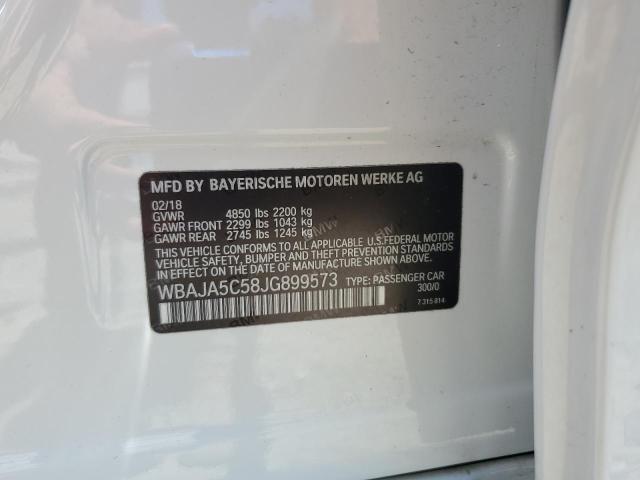 MFD BY BAYERISCHE MOTOREN WERKE AG
02/18
GVWR 4850 lbs 2200 kg
GAWR FRONT 2299 lbs 1043 kg
GAWR REAR 2745 lbs 1245 kg
THIS VEHICLE CONFORMS TO ALL APPLICABLE U.S.FEDERAL MOTOR
VEHICLE SAFETY, BUMPER AND THEFT PREVENTION STANDARDS
IN EFFECT ON THE DATE OF MANUFACTURE SHOWN ABOVE.
WBAJA5C58JG899573 TYPE: PASSENGER CAR
300/0
7 315 814